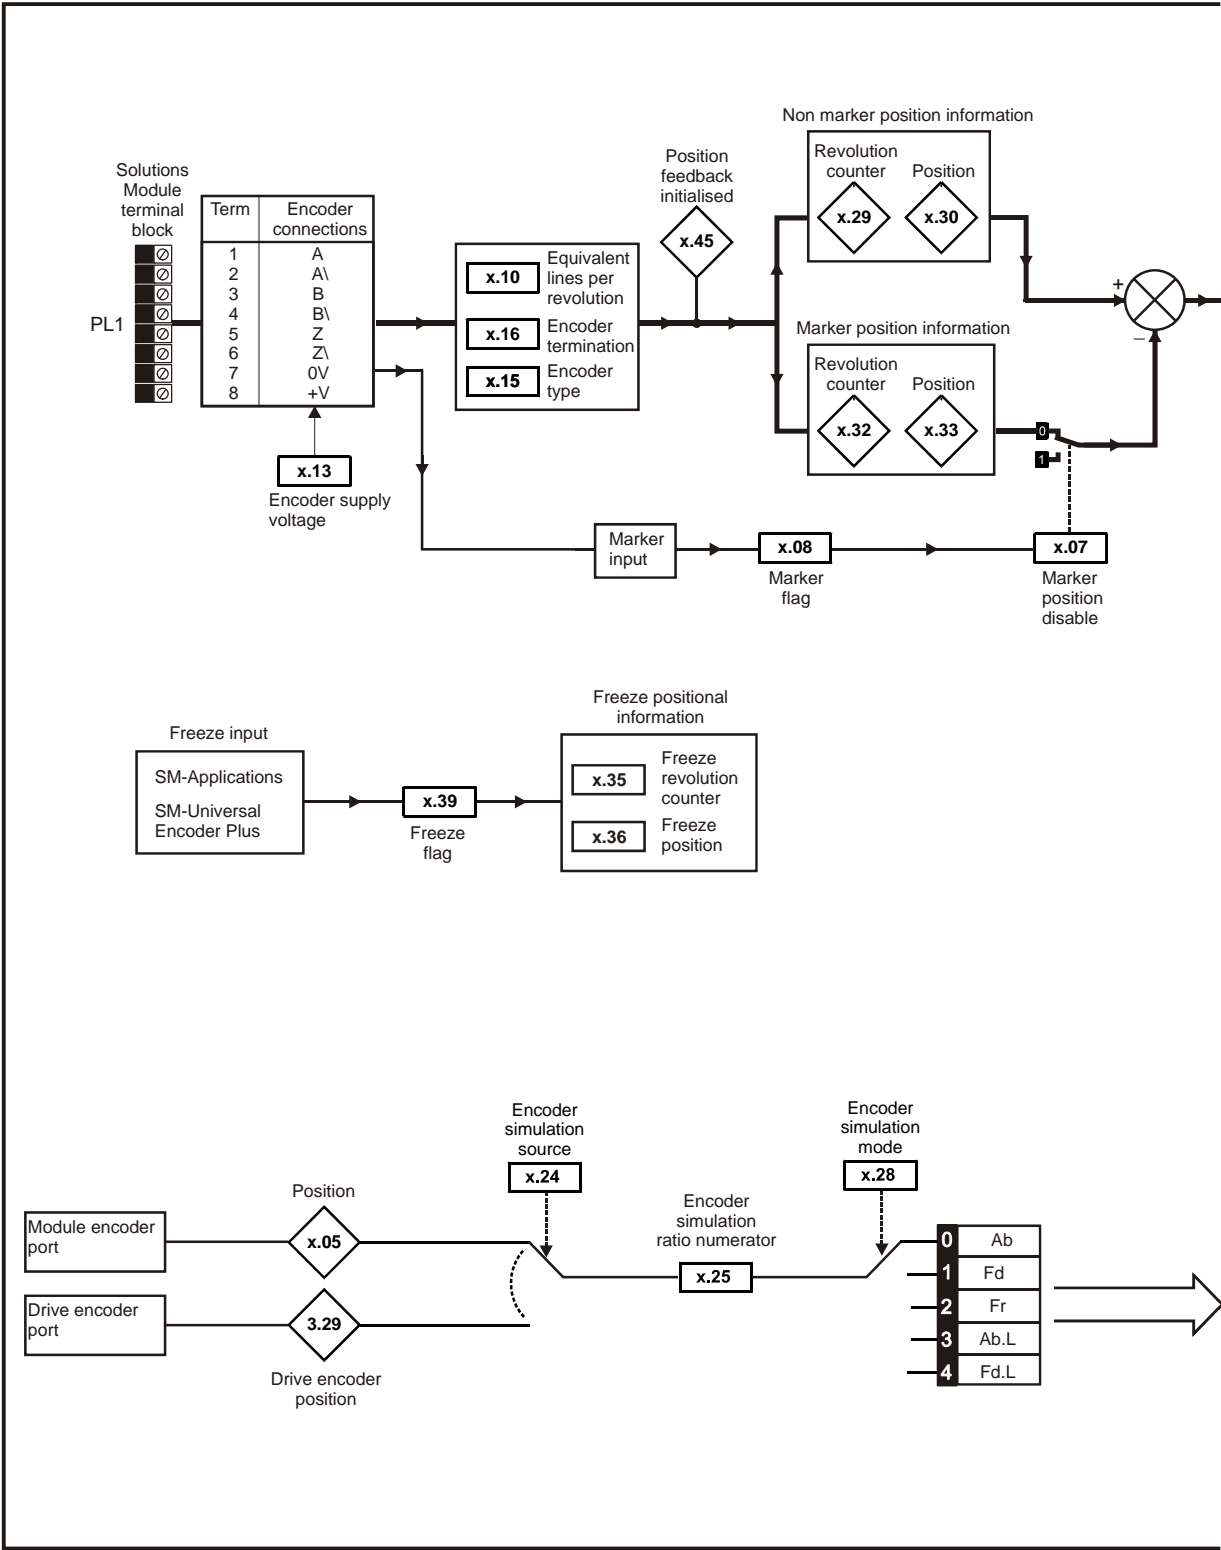 Non marker position information
Revolution
counter
Position
x.29
x.30
Position
feedback
initialised
x.45
Solutions
Module
terminal
block
PL1
Term
Encoder
connections
1 A
2 A\
3 B
4 B\
5 Z
6 Z\
7 0V
8 +V
x.13
Encoder supply
voltage
x.10
Equivalent
lines per
revolution
x.16
Encoder
termination
x.15
Encoder
type
+
−
Marker position information
Revolution
counter
Position
x.32
x.33
0
1
Marker
input
x.08
Marker
flag
x.07
Marker
position
disable
Freeze input
SM-Applications
SM-Universal
Encoder Plus
x.39
Freeze
flag
Freeze positional
information
x.35
Freeze
revolution
counter
x.36
Freeze
position
Encoder
simulation
source
x.24
Encoder
simulation
mode
x.28
Module encoder
port
Position
x.05
Drive encoder
port
3.29
Drive encoder
position
Encoder
simulation
ratio numerator
x.25
0 Ab
1 Fd
2 Fr
3 Ab.L
4 Fd.L